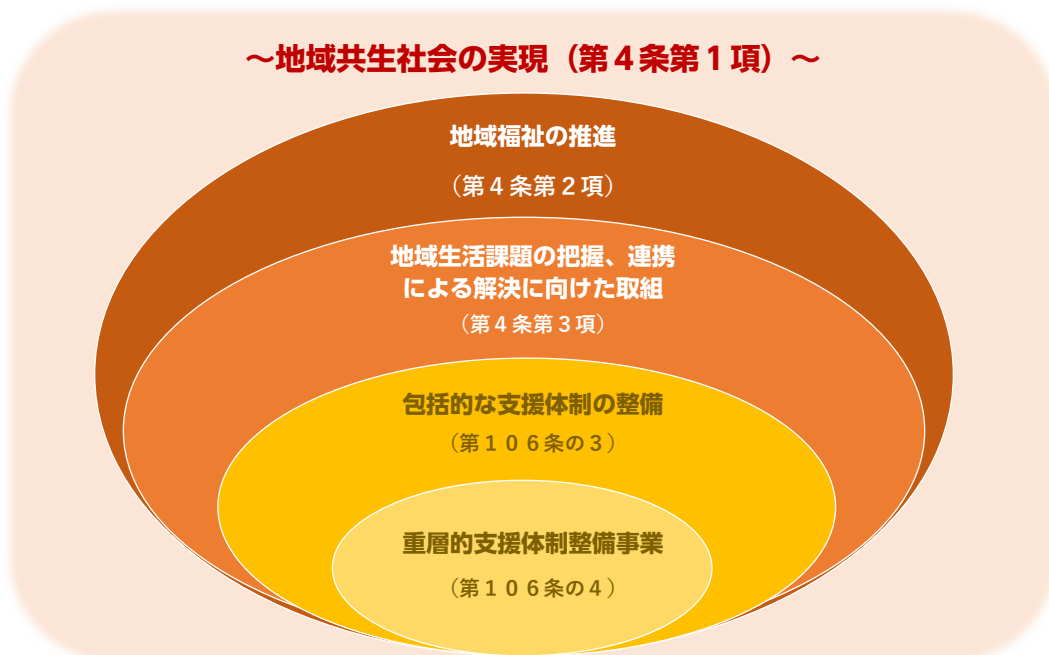 ～地域共生社会の実現（第４条第１項）～
地域福祉の推進
（第４条第２項）
地域生活課題の把握、連携
による解決に向けた取組
（第４条第３項）
包括的な支援体制の整備
（第１０６条の３）
重層的支援体制整備事業
（第１０６条の４）